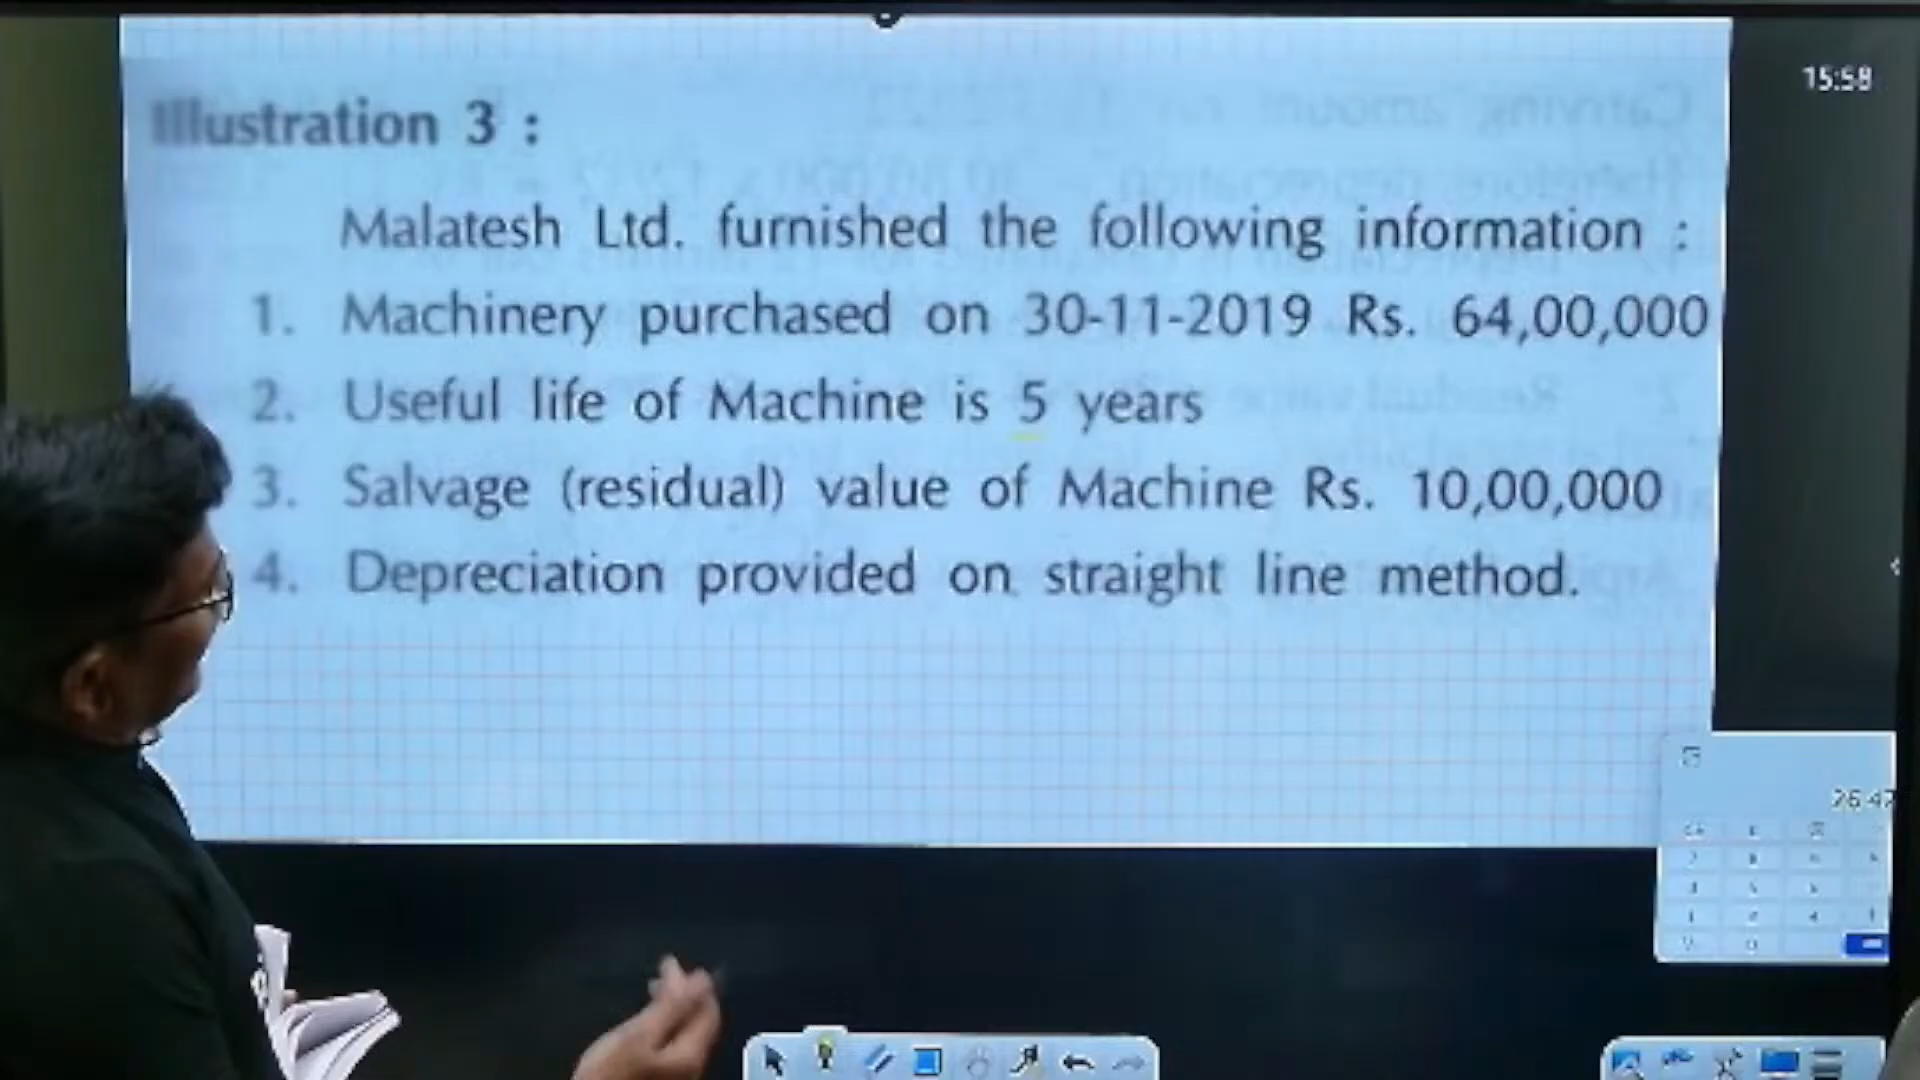 15:58
Illustration 3 :
Malatesh Ltd. furnished the following information :
1. Machinery purchased on 30-11-2019 Rs. 64,00,000
2. Useful life of Machine is 5 years
3. Salvage (residual) value of Machine Rs. 10,00,000
4. Depreciation provided on straight line method.